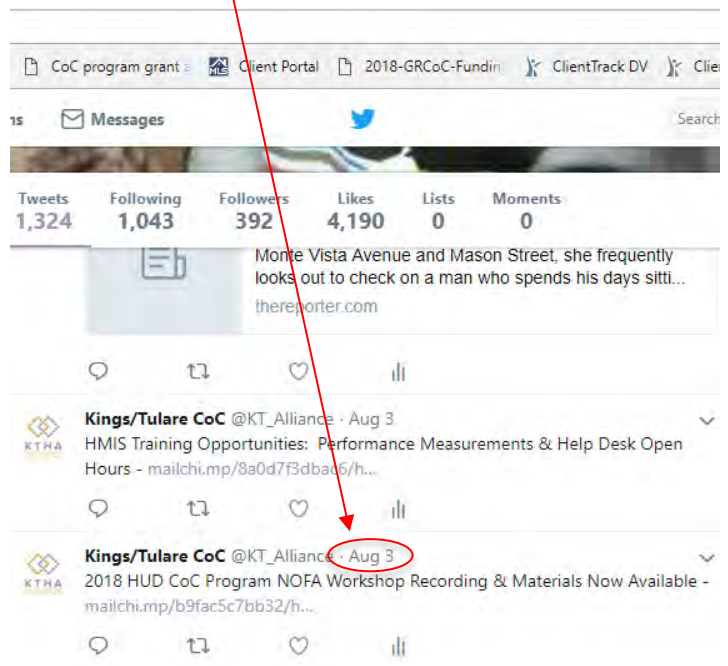 CoC program grant a
Client Portal
2018-GRCoC-Fundin
ClientTrack DV
Clie
ns
Messages
Search
Tweets Following Followers Likes Lists Moments
1,324 1,043 392 4,190 0 0
Monte Vista Avenue and Mason Street, she frequently
looks out to check on a man who spends his days sitti...
thereporter.com
KTHA
Kings/Tulare CoC @KT_Alliance · Aug 3
HMIS Training Opportunities: Performance Measurements & Help Desk Open
Hours - mailchi.mp/8a0d7f3dbac6/h...
KTHA
Kings/Tulare CoC @KT_Alliance · Aug 3
2018 HUD CoC Program NOFA Workshop Recording & Materials Now Available -
mailchi.mp/b9fac5c7bb32/h...